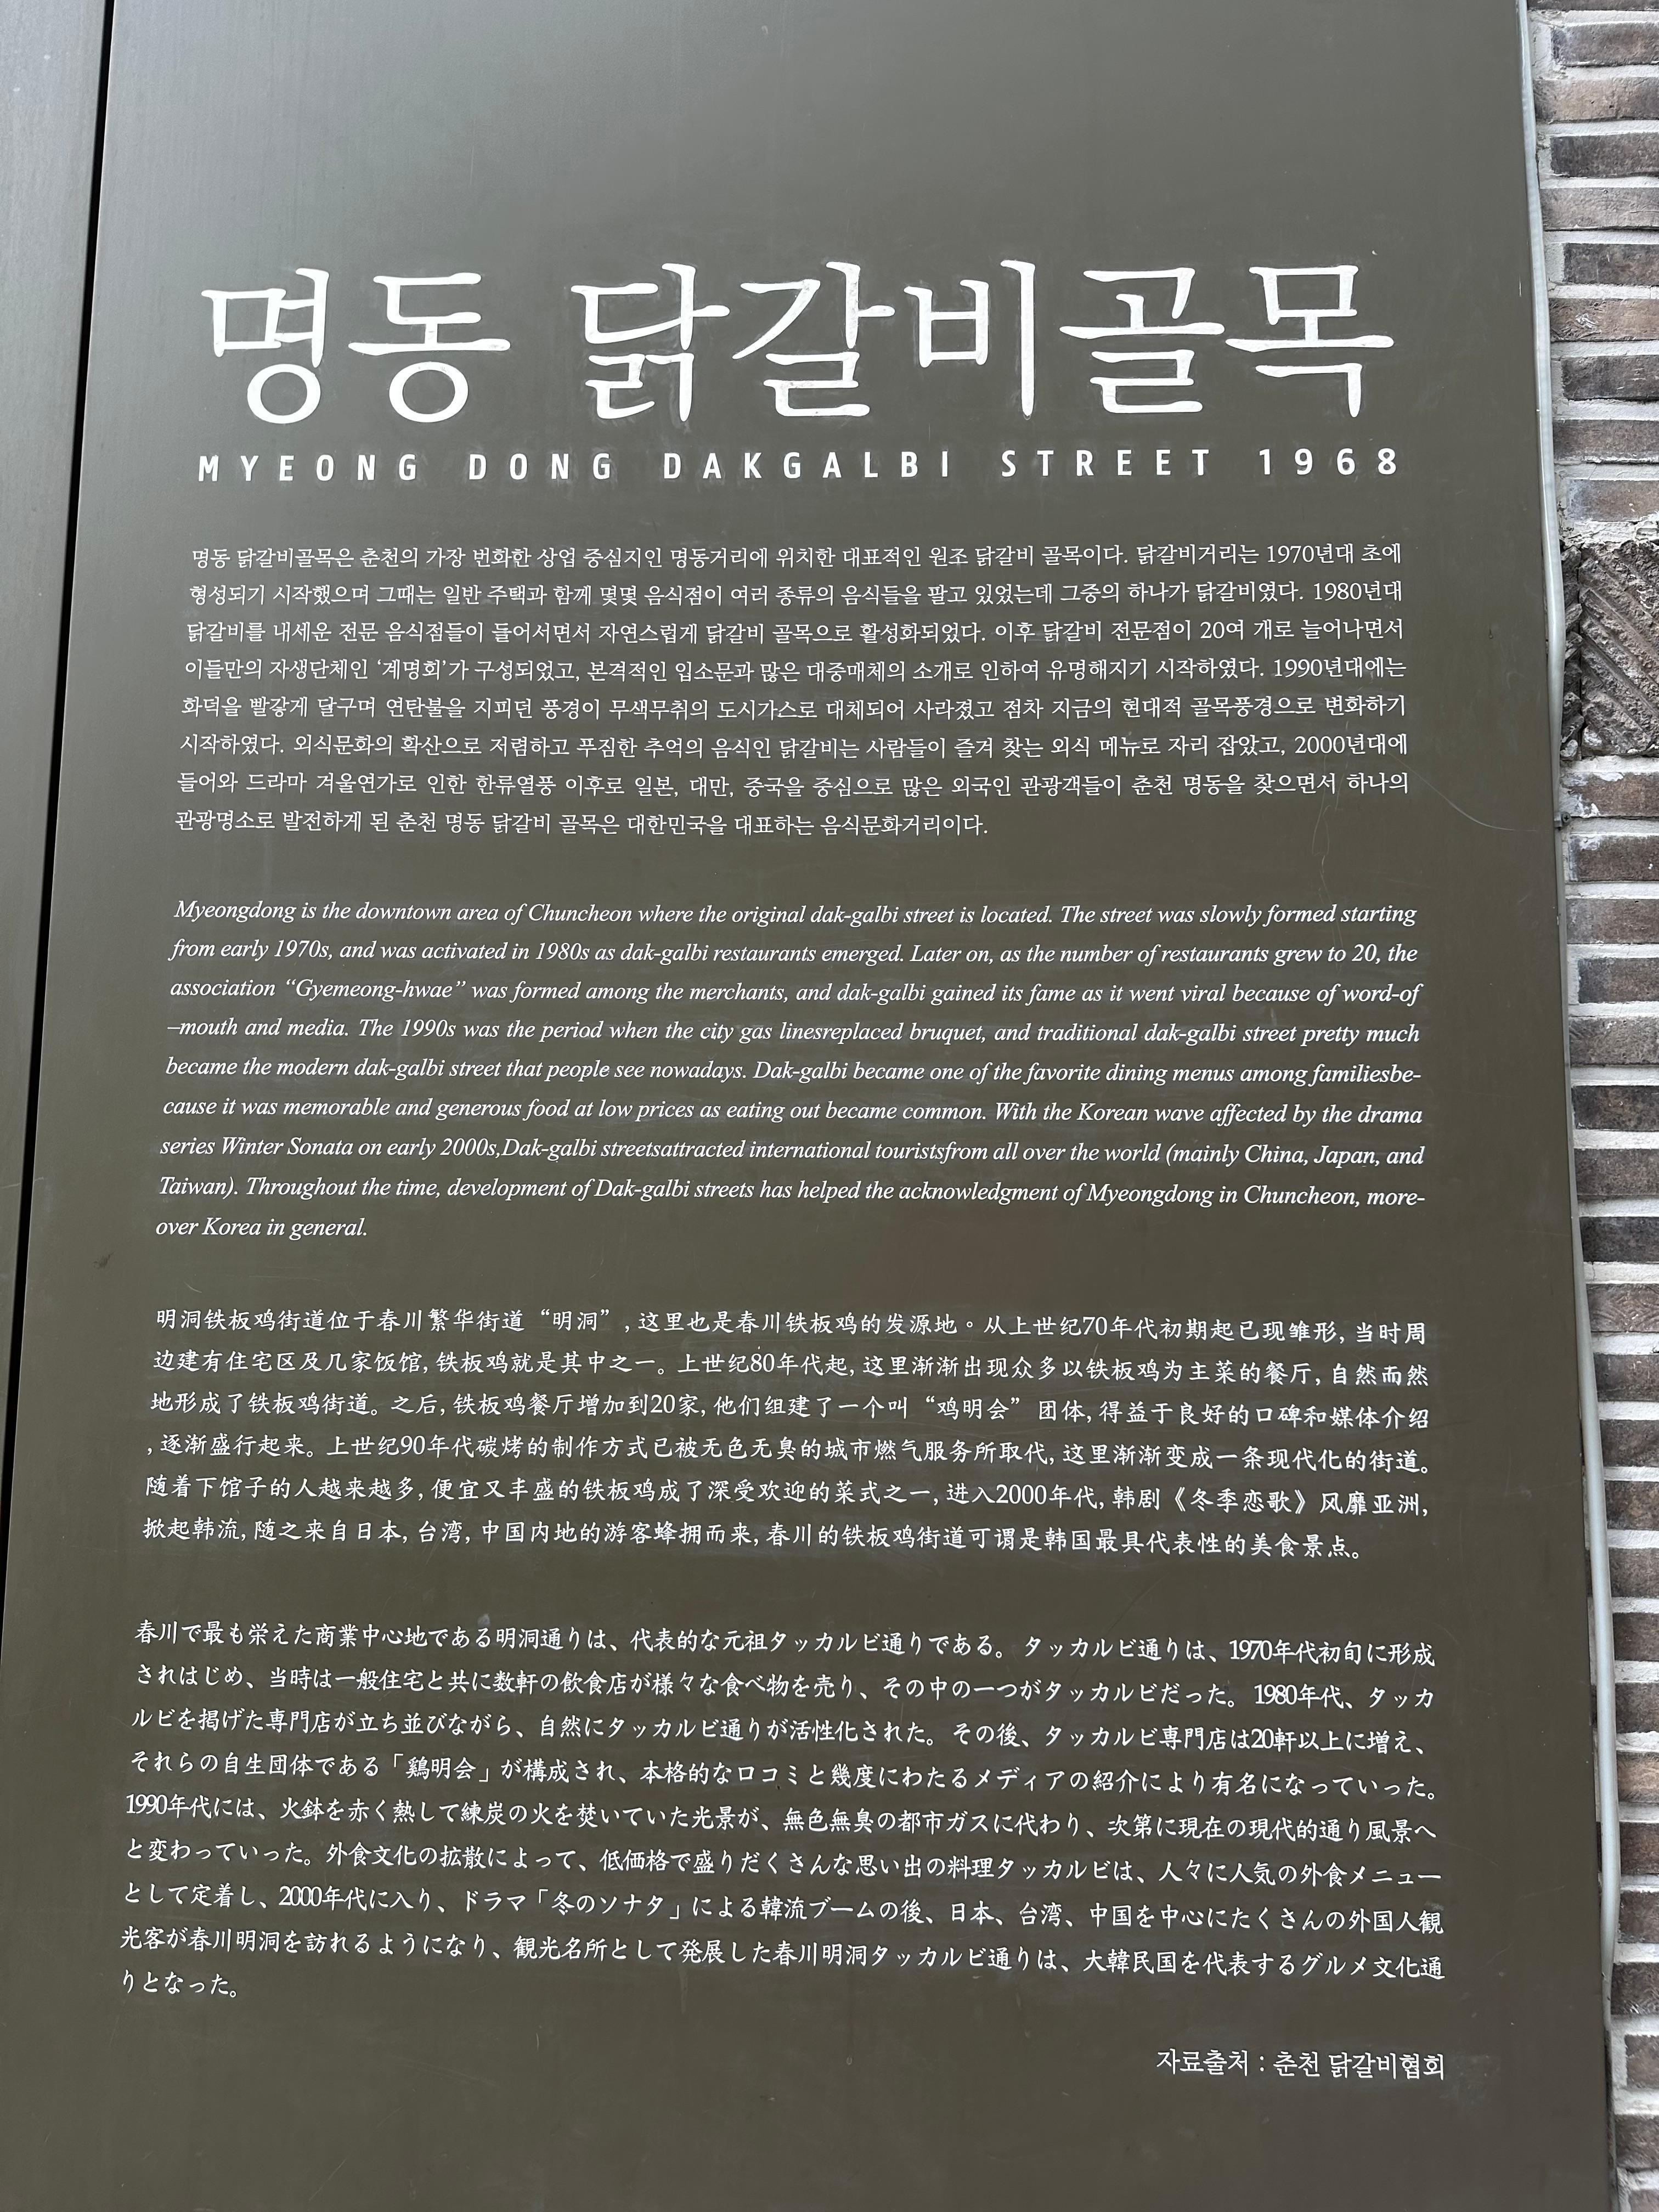 명동 닭갈비골목
MYEONG DONG DAKGALBI STREET 1968
명동 닭갈비골목은 춘천의 가장 번화한 상업 중심지인 명동거리에 위치한 대표적인 원조 닭갈비 골목이다. 닭갈비거리는 1970년대 초에
형성되기 시작했으며 그때는 일반 주택과 함께 몇몇 음식점이 여러 종류의 음식들을 팔고 있었는데 그중의 하나가 닭갈비였다. 1980년대
닭갈비를 내세운 전문 음식점들이 들어서면서 자연스럽게 닭갈비 골목으로 활성화되었다. 이후 닭갈비 전문점이 20여 개로 늘어나면서
이들만의 자생단체인 ‘계명회’가 구성되었고, 본격적인 입소문과 많은 대중매체의 소개로 인하여 유명해지기 시작하였다. 1990년대에는
화덕을 빨갛게 달구며 연탄불을 지피던 풍경이 무색무취의 도시가스로 대체되어 사라졌고 점차 지금의 현대적 골목풍경으로 변화하기
시작하였다. 외식문화의 확산으로 저렴하고 푸짐한 추억의 음식인 닭갈비는 사람들이 즐겨 찾는 외식 메뉴로 자리 잡았고, 2000년대에
들어와 드라마 겨울연가로 인한 한류열풍 이후로 일본, 대만, 중국을 중심으로 많은 외국인 관광객들이 춘천 명동을 찾으면서 하나의
관광명소로 발전하게 된 춘천 명동 닭갈비 골목은 대한민국을 대표하는 음식문화거리이다.
Myeongdong is the downtown area of Chuncheon where the original dak-galbi street is located. The street was slowly formed starting
from early 1970s, and was activated in 1980s as dak-galbi restaurants emerged. Later on, as the number of restaurants grew to 20, the
association “Gyemeong-hwae” was formed among the merchants, and dak-galbi gained its fame as it went viral because of word-of
–mouth and media. The 1990s was the period when the city gas linesreplaced bruquet, and traditional dak-galbi street pretty much
became the modern dak-galbi street that people see nowadays. Dak-galbi became one of the favorite dining menus among familiesbe-
cause it was memorable and generous food at low prices as eating out became common. With the Korean wave affected by the drama
series Winter Sonata on early 2000s,Dak-galbi streetsattracted international touristsfrom all over the world (mainly China, Japan, and
Taiwan). Throughout the time, development of Dak-galbi streets has helped the acknowledgment of Myeongdong in Chuncheon, more-
over Korea in general.
明洞铁板鸡街道位于春川繁华街道“明洞”, 这里也是春川铁板鸡的发源地。从上世纪70年代初期起已现雏形, 当时周
边建有住宅区及几家饭馆, 铁板鸡就是其中之一。上世纪80年代起, 这里渐渐出现众多以铁板鸡为主菜的餐厅, 自然而然
地形成了铁板鸡街道。之后, 铁板鸡餐厅增加到20家, 他们组建了一个叫“鸡明会” 团体, 得益于良好的口碑和媒体介绍
, 逐渐盛行起来。上世纪90年代碳烤的制作方式已被无色无臭的城市燃气服务所取代, 这里渐渐变成一条现代化的街道。
随着下馆子的人越来越多, 便宜又丰盛的铁板鸡成了深受欢迎的菜式之一, 进入2000年代, 韩剧《冬季恋歌》风靡亚洲,
掀起韩流, 随之来自日本, 台湾, 中国内地的游客蜂拥而来, 春川的铁板鸡街道可谓是韩国最具代表性的美食景点。
春川で最も栄えた商業中心地である明洞通りは、代表的な元祖タッカルビ通りである。タッカルビ通りは、1970年代初旬に形成
されはじめ、当時は一般住宅と共に数軒の飲食店が様々な食べ物を売り、その中の一つがタッカルビだった。1980年代、タッカ
ルビを掲げた専門店が立ち並びながら、自然にタッカルビ通りが活性化された。その後、タッカルビ専門店は20軒以上に増え、
それらの自生団体である「鶏明会」が構成され、本格的な口コミと幾度にわたるメディアの紹介により有名になっていった。
1990年代には、火鉢を赤く熱して練炭の火を焚いていた光景が、無色無臭の都市ガスに代わり、次第に現在の現代的通り風景へ
と変わっていった。外食文化の拡散によって、低価格で盛りだくさんな思い出の料理タッカルビは、人々に人気の外食メニュー
として定着し、2000年代に入り、ドラマ「冬のソナタ」による韓流ブームの後、日本、台湾、中国を中心にたくさんの外国人観
光客が春川明洞を訪れるようになり、観光名所として発展した春川明洞タッカルビ通りは、大韓民国を代表するグルメ文化通
りとなった。
자료출처 : 춘천 닭갈비협회